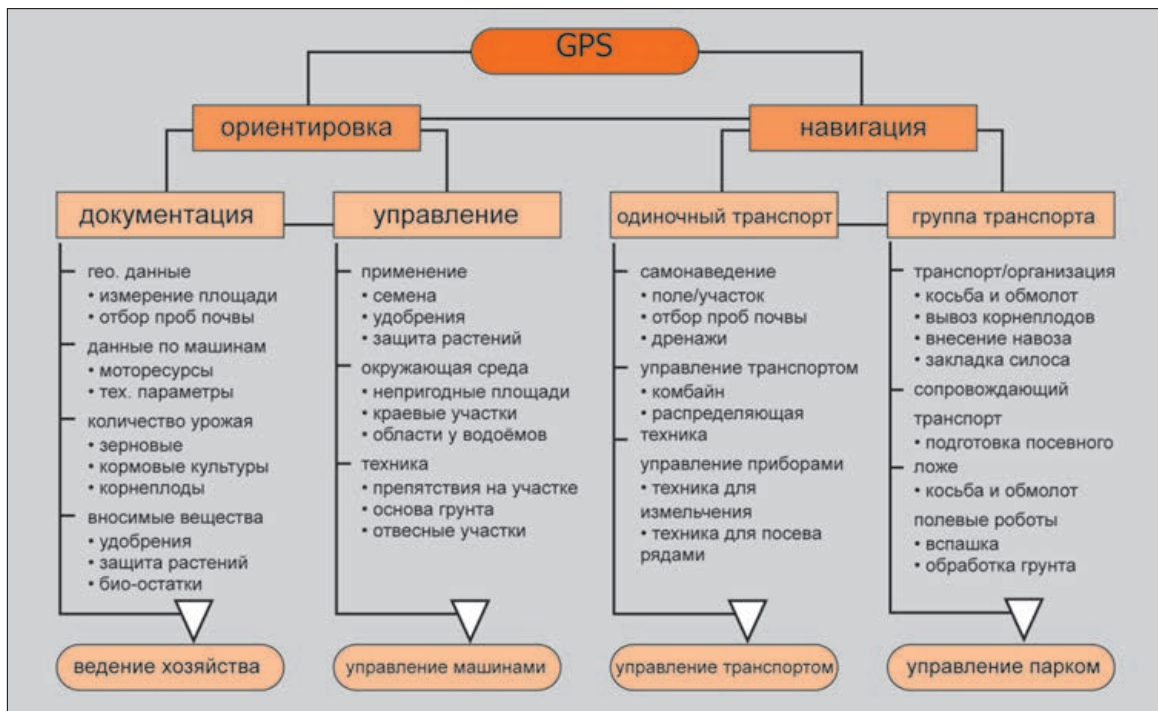 GPS
ориентировка
навигация
документация
управление
одиночный транспорт
группа транспорта
гео. данные
• измерение площади
• отбор проб почвы
данные по машинам
• моторесурсы
• тех. параметры
количество урожая
• зерновые
• кормовые культуры
• корнеплоды
вносимые вещества
• удобрения
• защита растений
• био-остатки
ведение хозяйства
применение
• семена
• удобрения
• защита растений
окружающая среда
• непригодные площади
• краевые участки
• области у водоёмов
техника
• препятствия на участке
• основа грунта
• отвесные участки
управление машинами
самонаведение
• поле/участок
• отбор проб почвы
• дренажи
управление транспортом
• комбайн
• распределяющая
техника
управление приборами
• техника для
измельчения
• техника для посева
рядами
управление транспортом
транспорт/организация
• косьба и обмолот
• вывоз корнеплодов
• внесение навоза
• закладка силоса
сопровождающий
транспорт
• подготовка посевного
ложе
• косьба и обмолот
полевые роботы
• вспашка
• обработка грунта
управление парком